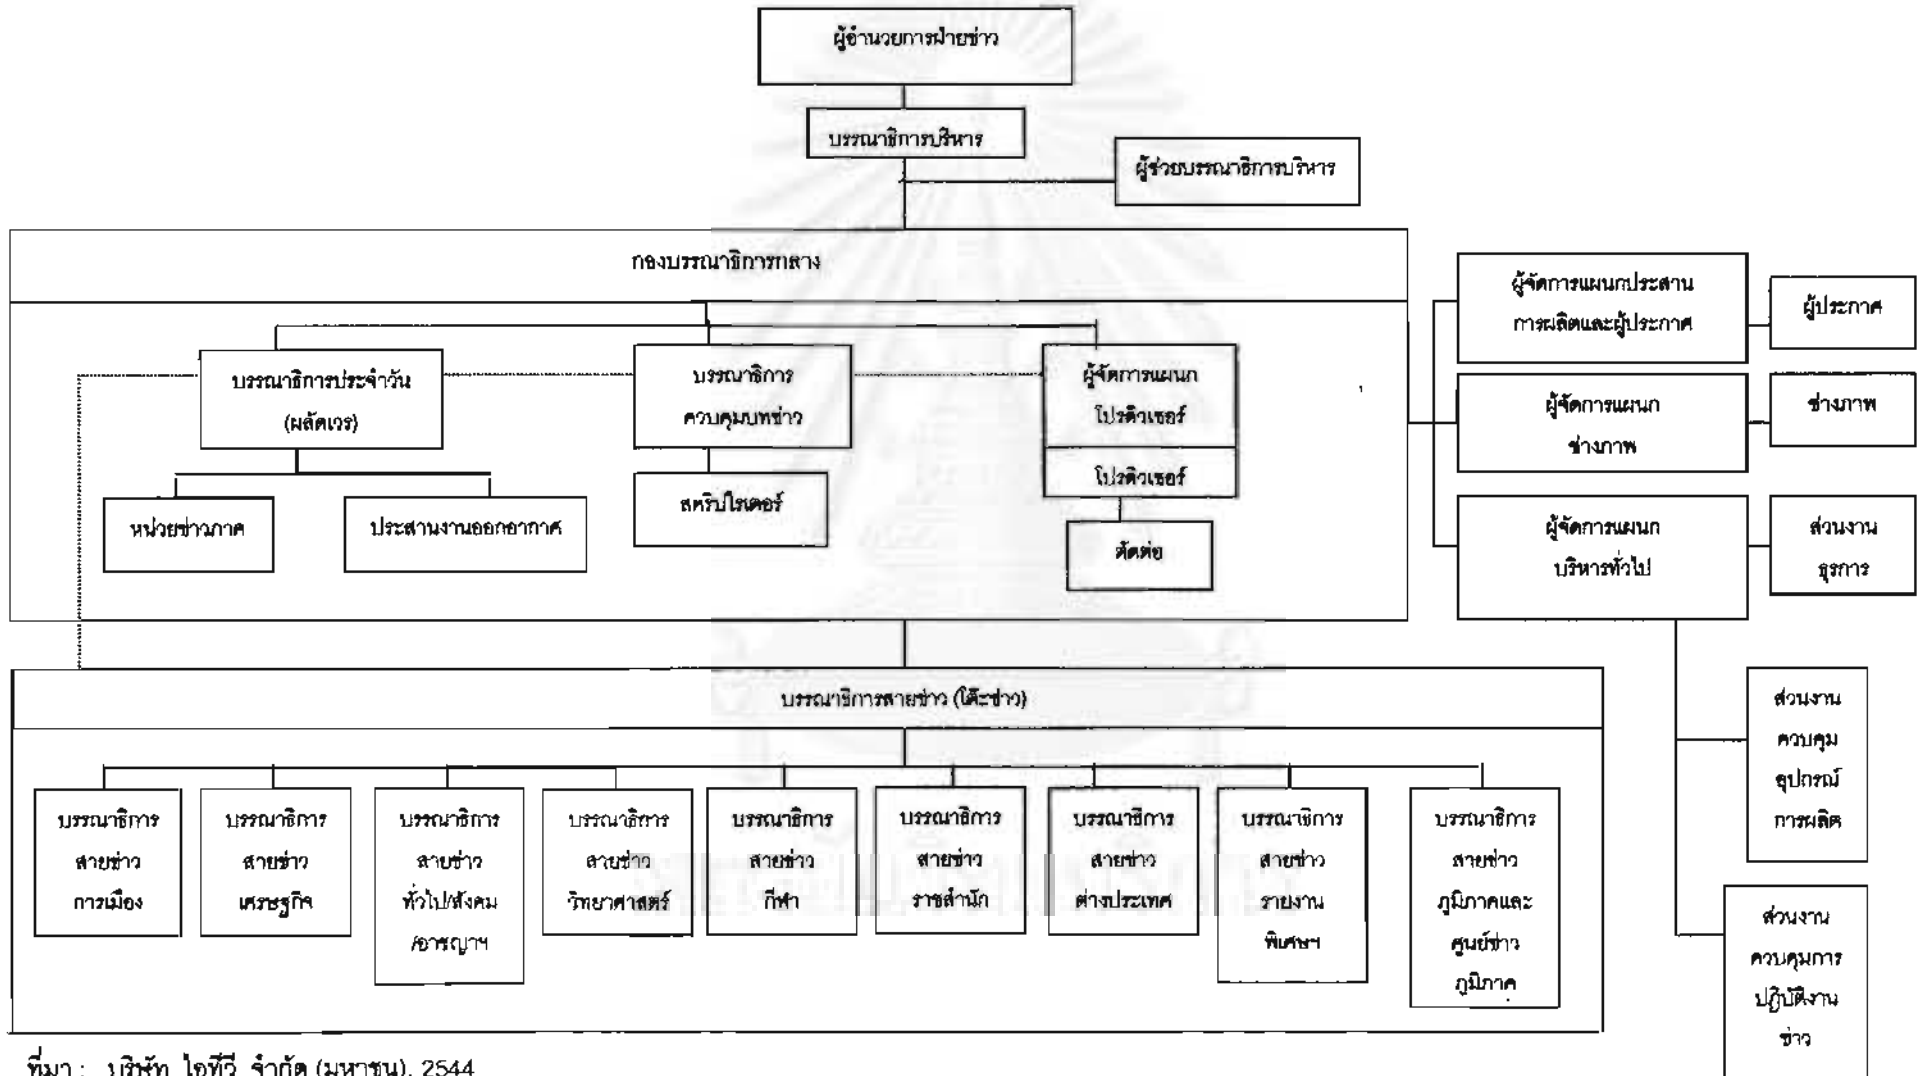 ผู้อำนวยการฝ่ายข่าว
บรรณาธิการบริหาร
ผู้ช่วยบรรณาธิการบริหาร
กองบรรณาธิการกลาง
ผู้จัดการแผนกประสาน
การผลิตและผู้ประกาศ
ผู้ประกาศ
บรรณาธิการประจำวัน
(ผลัดเวร)
บรรณาธิการ
ควบคุมบทข่าว
ผู้จัดการแผนก
โปรดิวเซอร์
โปรดิวเซอร์
ผู้จัดการแผนก
ช่างภาพ
ช่างภาพ
หน่วยข่าวภาค
ประสานงานออกอากาศ
สคริปไรเตอร์
ตัดต่อ
ผู้จัดการแผนก
บริหารทั่วไป
ส่วนงาน
ธุรการ
บรรณาธิการสายข่าว (โต๊ะข่าว)
บรรณาธิการ
สายข่าว
การเมือง
บรรณาธิการ
สายข่าว
เศรษฐกิจ
บรรณาธิการ
สายข่าว
ทั่วไป/สังคม
/อาชญาฯ
บรรณาธิการ
สายข่าว
วิทยาศาสตร์
บรรณาธิการ
สายข่าว
กีฬา
บรรณาธิการ
สายข่าว
ราชสำนัก
บรรณาธิการ
สายข่าว
ต่างประเทศ
บรรณาธิการ
สายข่าว
รายงาน
พิเศษฯ
บรรณาธิการ
สายข่าว
ภูมิภาคและ
ศูนย์ข่าว
ภูมิภาค
ส่วนงาน
ควบคุม
อุปกรณ์
การผลิต
ส่วนงาน
ควบคุมการ
ปฏิบัติงาน
ข่าว
ที่มา : บริษัท ไอทีวี จำกัด (มหาชน), 2544